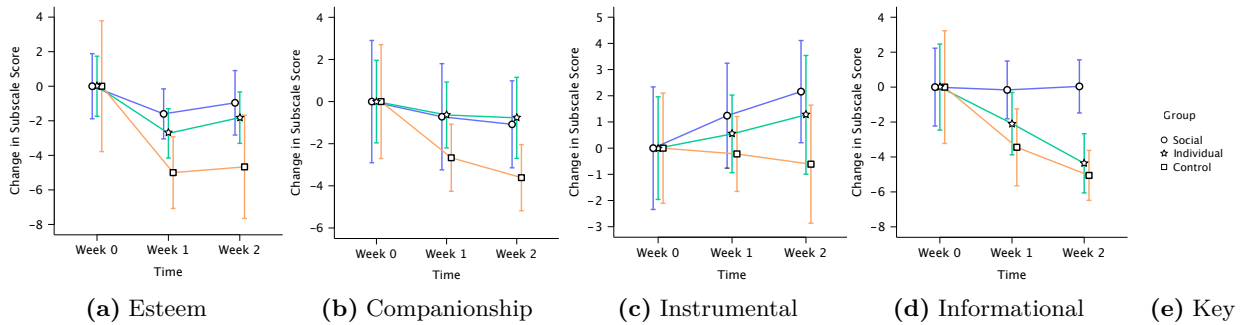 Change in Subscale Score
4
2
0
−2
−4
−6
−8
Week 0 Week 1 Week 2
Time
(a) Esteem
Change in Subscale Score
4
2
0
−2
−4
−6
Week 0 Week 1 Week 2
Time
(b) Companionship
Change in Subscale Score
5
4
3
2
1
0
−1
−2
−3
Week 0 Week 1 Week 2
Time
(c) Instrumental
Change in Subscale Score
4
2
0
−2
−4
−6
−8
Week 0 Week 1 Week 2
Time
(d) Informational
Group
Social
Individual
Control
(e) Key